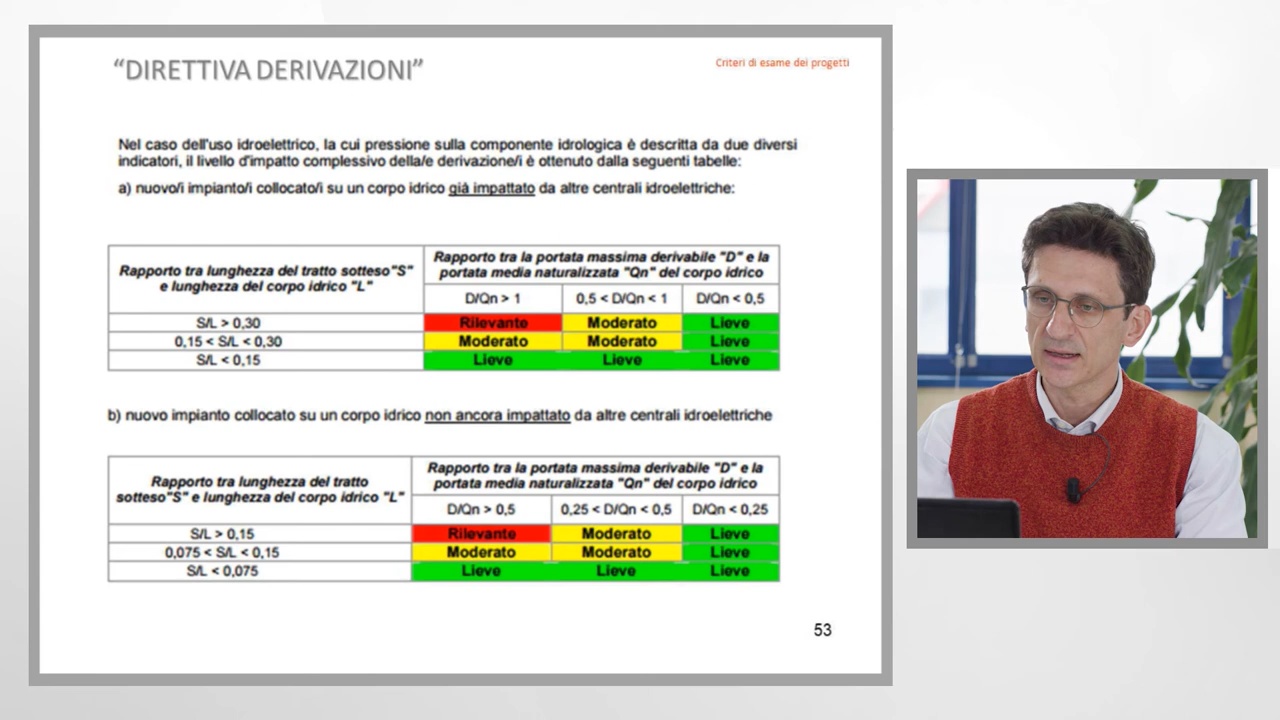 “DIRETTIVA DERIVAZIONI”
Criteri di esame dei progetti
Nel caso dell'uso idroelettrico, la cui pressione sulla componente idrologica è descritta da due diversi
indicatori, il livello d'impatto complessivo della/e derivazione/i è ottenuto dalla seguenti tabelle:
a) nuovo/i impianto/i collocato/i su un corpo idrico già impattato da altre centrali idroelettriche:
Rapporto tra lunghezza del tratto sotteso"S"
e lunghezza del corpo idrico "L"
Rapporto tra la portata massima derivabile "D" e la
portata media naturalizzata "Qn" del corpo idrico
D/Qn > 1 0,5 < D/Qn < 1 D/Qn < 0,5
S/L > 0,30 Rilevante Moderato Lieve
0,15 < S/L < 0,30 Moderato Moderato Lieve
S/L < 0,15 Lieve Lieve Lieve
b) nuovo impianto collocato su un corpo idrico non ancora impattato da altre centrali idroelettriche
Rapporto tra lunghezza del tratto
sotteso"S" e lunghezza del corpo idrico "L"
Rapporto tra la portata massima derivabile "D" e la
portata media naturalizzata "Qn" del corpo idrico
D/Qn > 0,5 0,25 < D/Qn < 0,5 D/Qn < 0,25
S/L > 0,15 Rilevante Moderato Lieve
0,075 < S/L < 0,15 Moderato Moderato Lieve
S/L < 0,075 Lieve Lieve Lieve
53